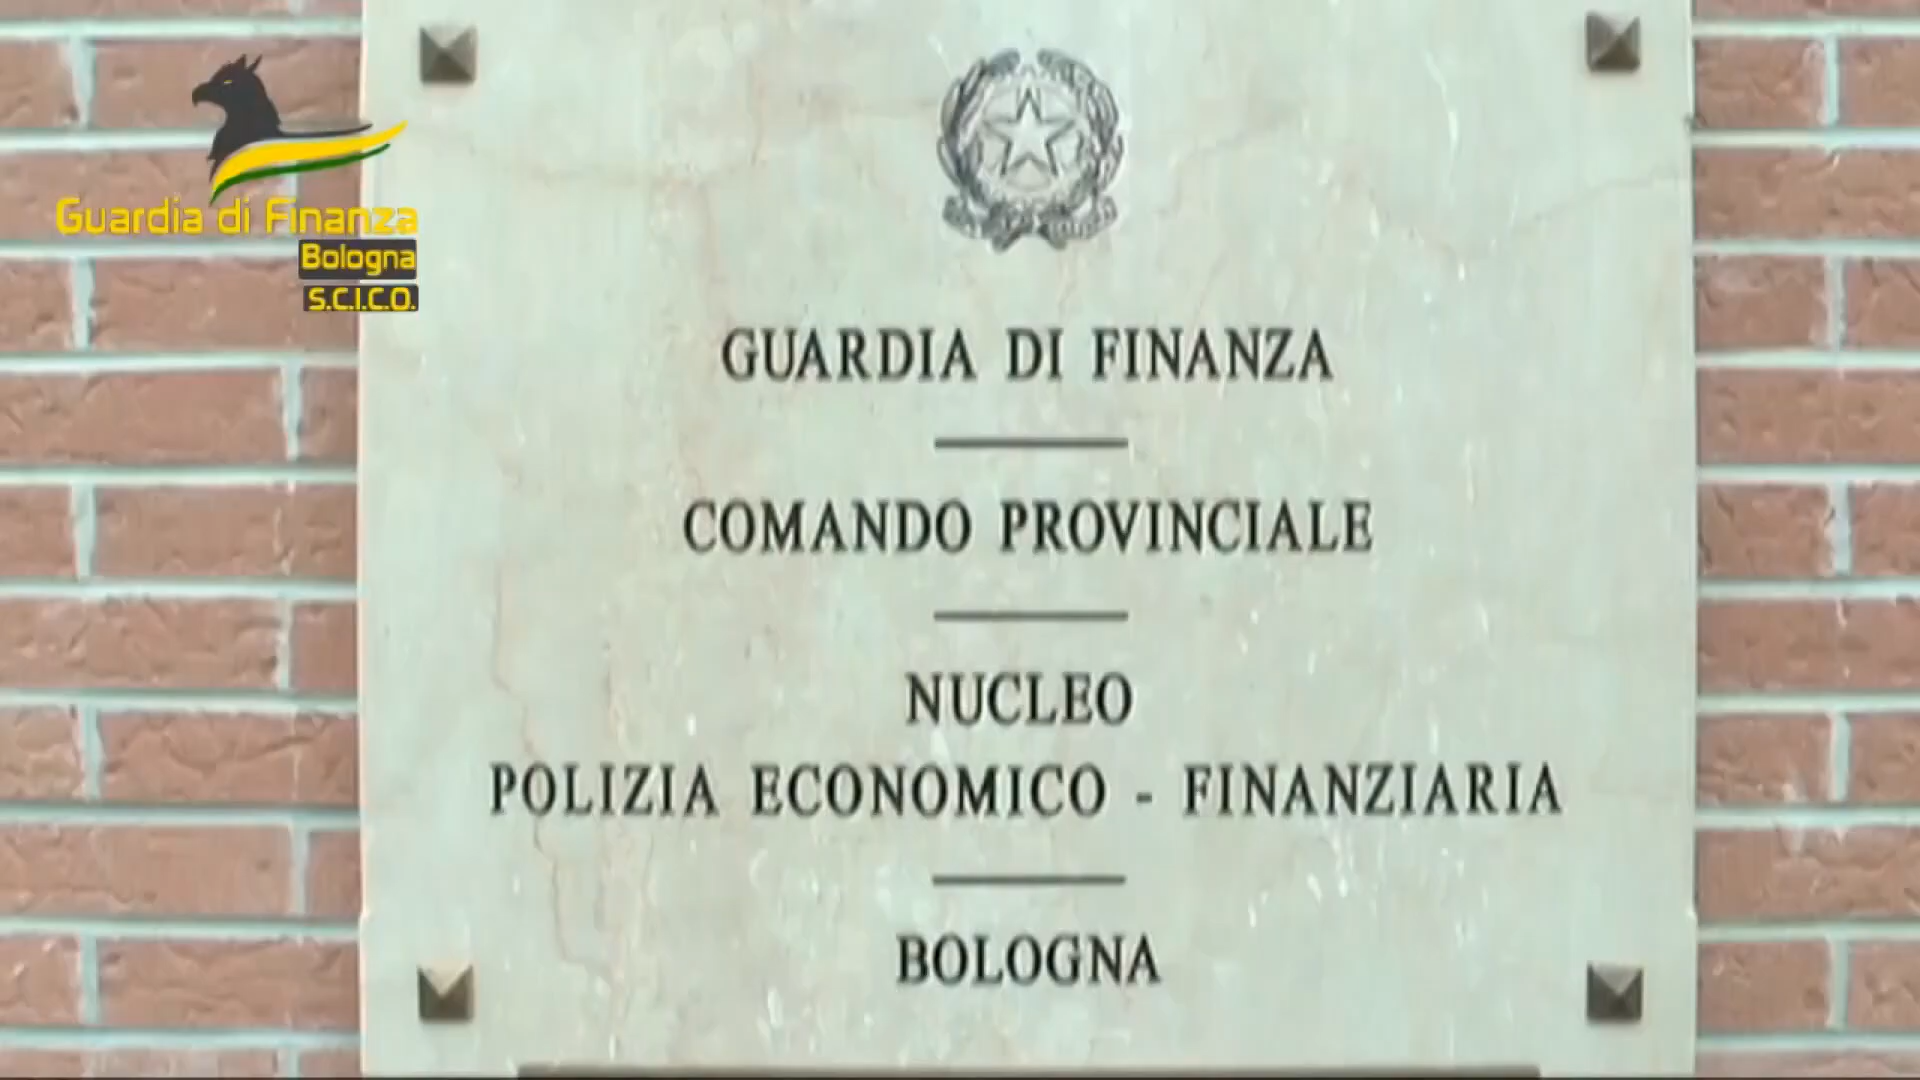 Guardia di Finanza
Bologna
S.C.I.C.O.
GUARDIA DI FINANZA
COMANDO PROVINCIALE
NUCLEO
POLIZIA ECONOMICO - FINANZIARIA
BOLOGNA